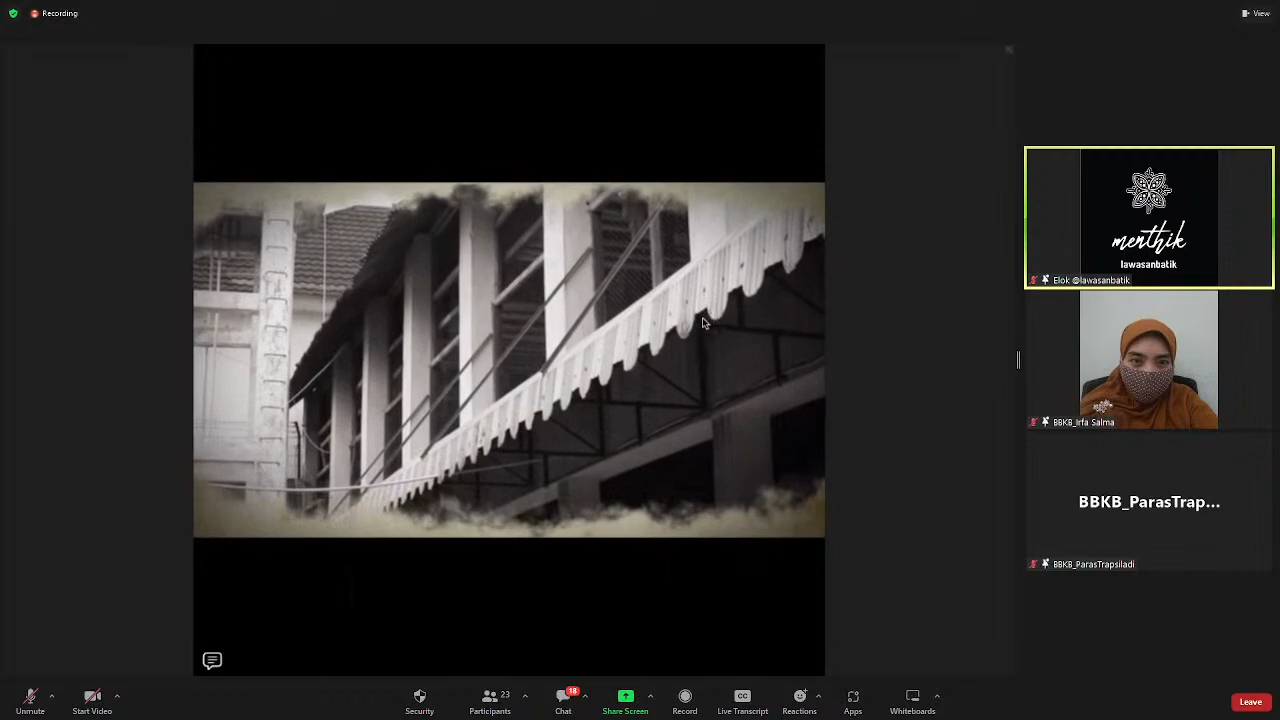 Recording
View
menthik
lawasanbatik
Elok @lawasanbatik
BBKB_Irfa Salma
BBKB_ParasTrap...
BBKB_ParasTrapsiladi
Unmute
Start Video
Security
23
Participants
18
Chat
Share Screen
Record
CC
Live Transcript
Reactions
Apps
Whiteboards
Leave